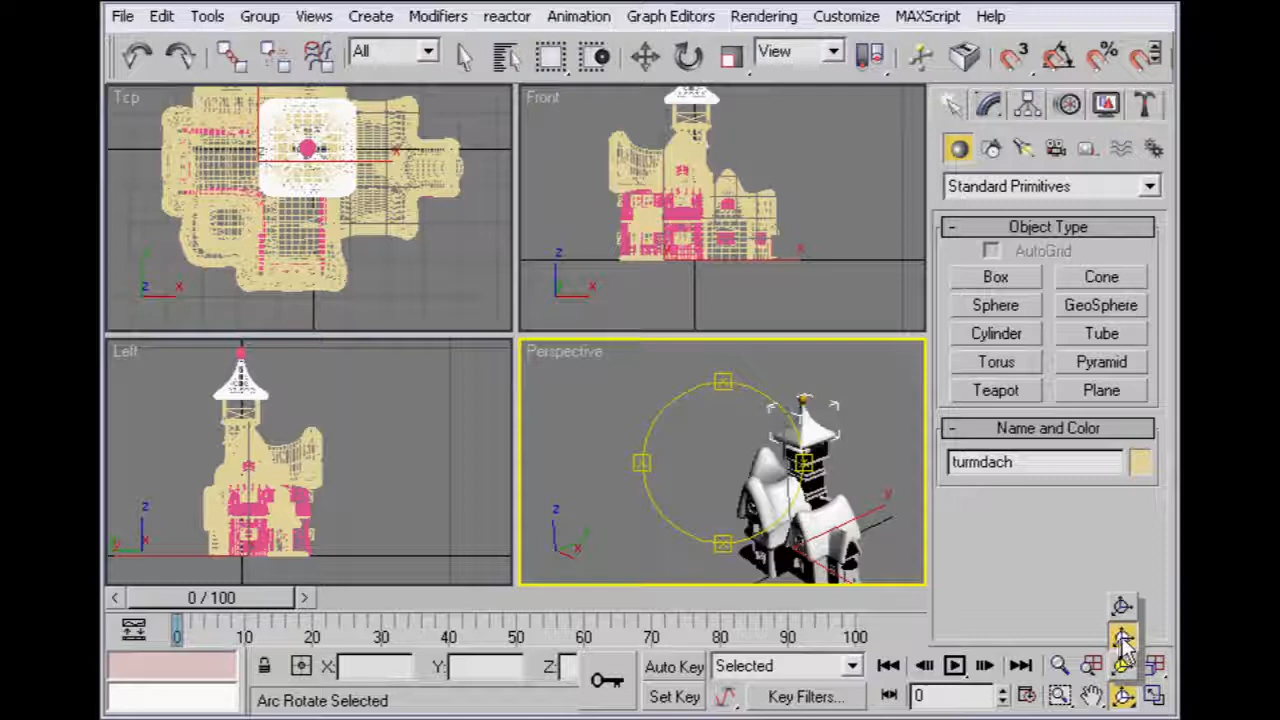 File Edit Tools Group Views Create Modifiers reactor Animation Graph Editors Rendering Customize MAXScript Help
All View 3 %
Top Front
Standard Primitives
- Object Type
AutoGrid
Box Cone
Sphere GeoSphere
Cylinder Tube
Torus Pyramid
Teapot Plane
Left Perspective
- Name and Color
turmdach
< 0 / 100 >
0 10 20 30 40 50 60 70 80 90 100
X: Y: Z: Auto Key Selected
Arc Rotate Selected Set Key Key Filters... 0